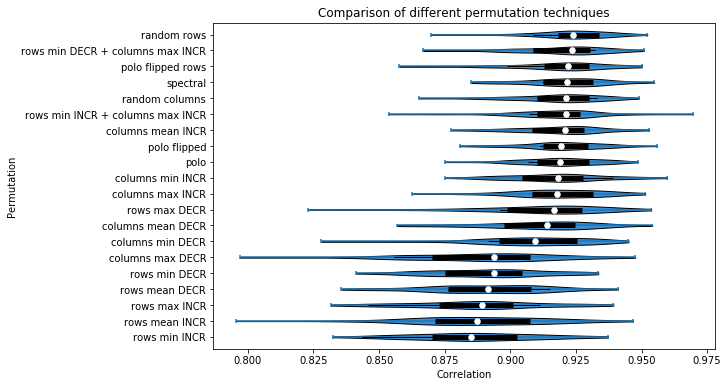 Comparison of different permutation techniques
Permutation
random rows
rows min DECR + columns max INCR
polo flipped rows
spectral
random columns
rows min INCR + columns max INCR
columns mean INCR
polo flipped
polo
columns min INCR
columns max INCR
rows max DECR
columns mean DECR
columns min DECR
columns max DECR
rows min DECR
rows mean DECR
rows max INCR
rows mean INCR
rows min INCR
0.800 0.825 0.850 0.875 0.900 0.925 0.950 0.975
Correlation